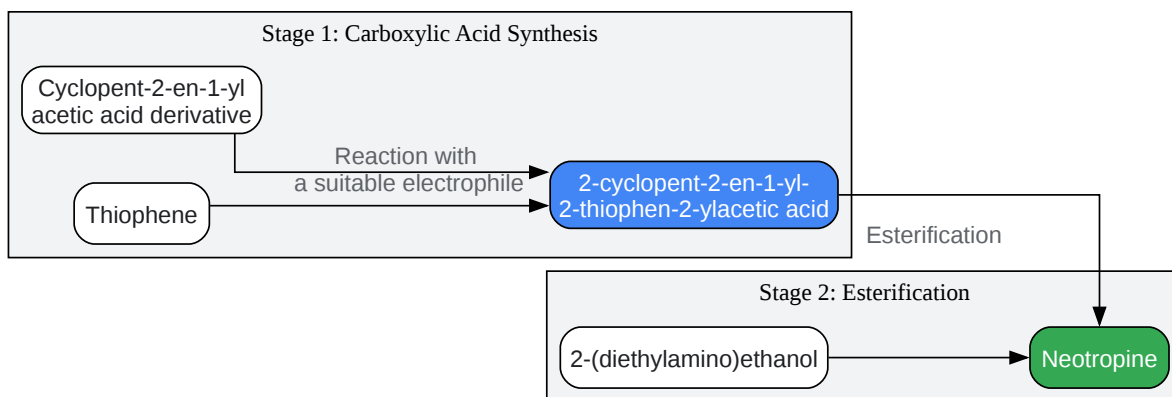 Stage 1: Carboxylic Acid Synthesis
Cyclopent-2-en-1-yl
acetic acid derivative
Reaction with
a suitable electrophile
Thiophene
2-cyclopent-2-en-1-yl-
2-thiophen-2-ylacetic acid
Esterification
Stage 2: Esterification
2-(diethylamino)ethanol
Neotropine